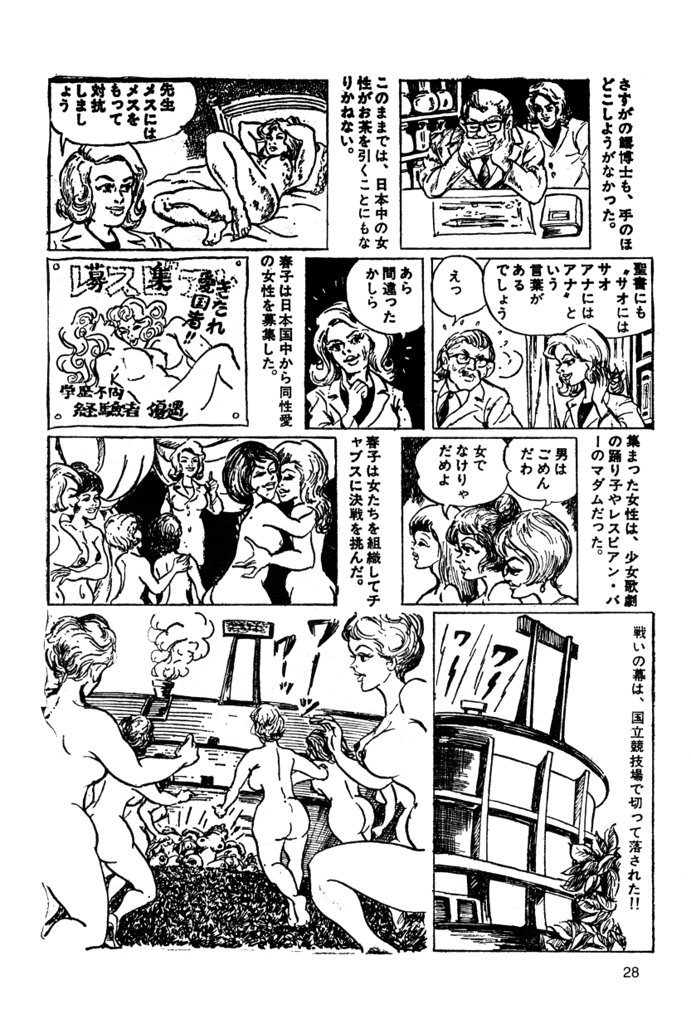 さすがの鰐博士も、手のほ
どこしようがなかった。
このままでは、日本中の女
性がお茶を引くことにもな
りかねない。
先生
メスには
メスを
もって
対抗
しまし
ょう
聖書にも
“サオには
サオ
アナには
アナ”と
いう
言葉が
ある
でしょう
えっ
あら
間違った
かしら
春子は日本国中から同性愛
の女性を募集した。
メス募集
きたれ
愛国者!!
学歴不問
経験者 優遇
集まった女性は、少女歌劇
の踊り子やレスビアン・バ
ーのマダムだった。
男は
ごめん
だわ
女で
なけりゃ
だめよ
春子は女たちを組織してチ
ャブスに決戦を挑んだ。
戦いの幕は、国立競技場で切って落された!!
ワーッ
ワーッ
28